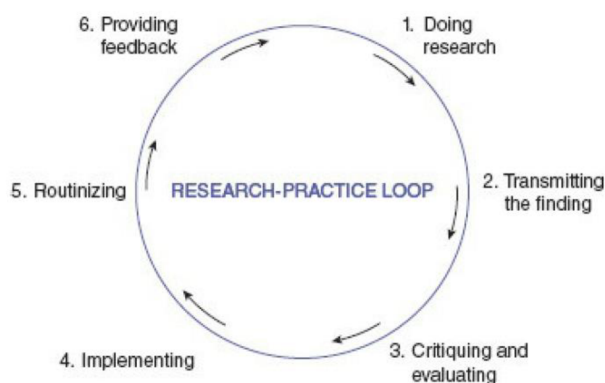 1. Doing
research
2. Transmitting
the finding
3. Critiquing and
evaluating
4. Implementing
5. Routinizing
6. Providing
feedback
RESEARCH-PRACTICE LOOP